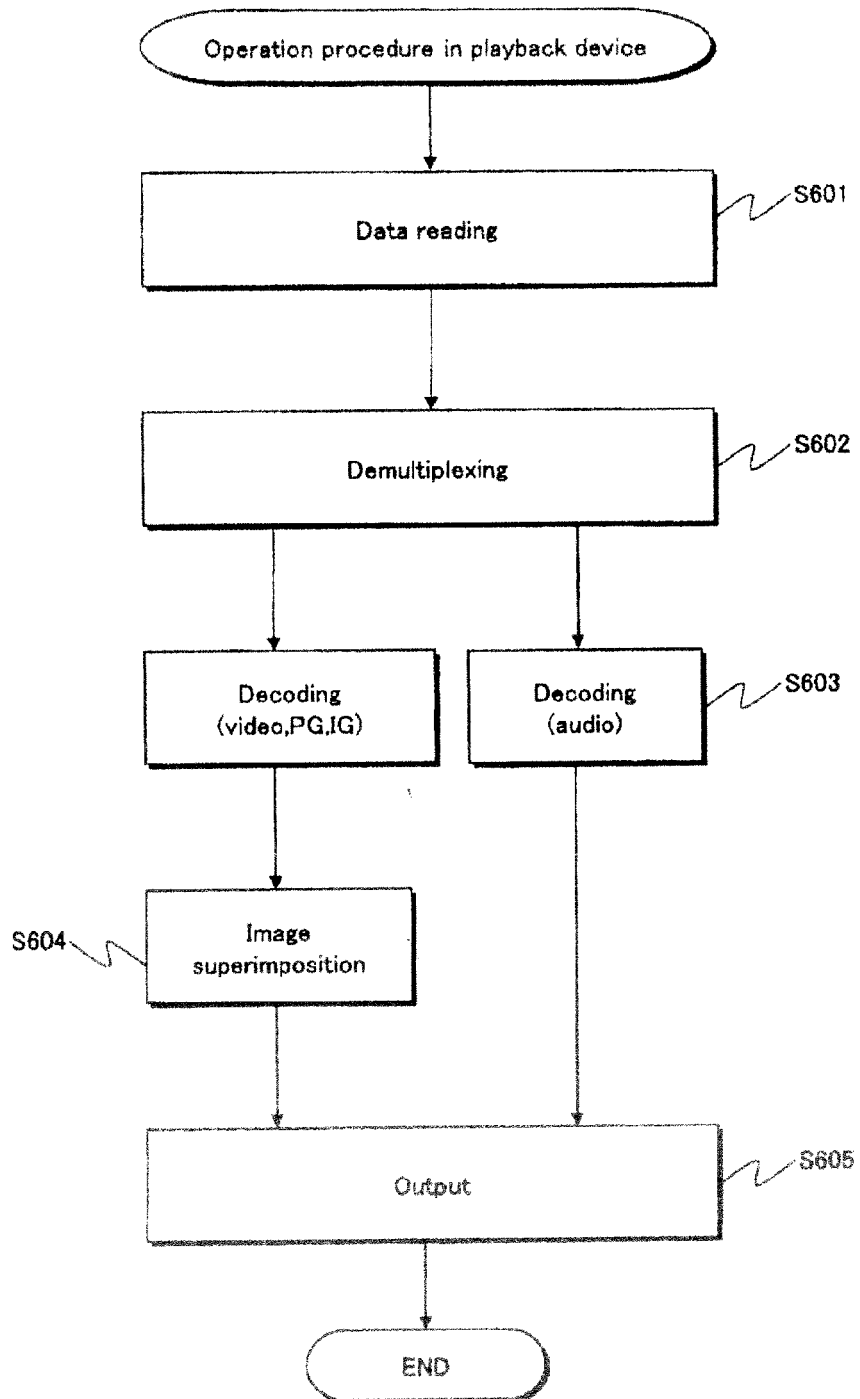 Operation procedure in playback device
S601
Data reading
S602
Demultiplexing
Decoding
(video,PG,IG)
S603
Decoding
(audio)
S604
Image
superimposition
S605
Output
END